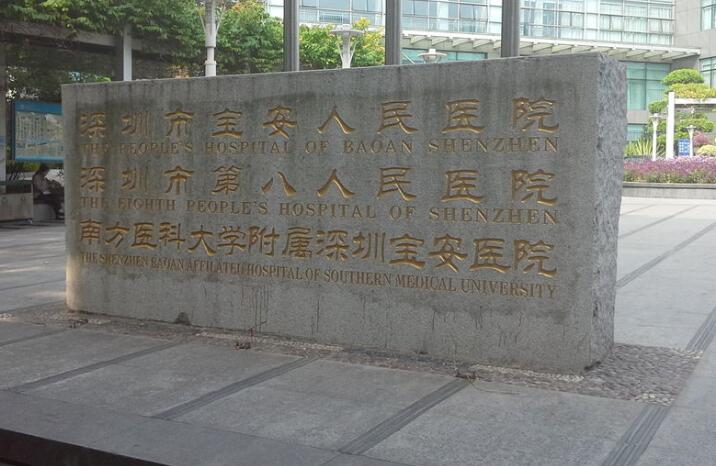 深圳市宝安人民医院
THE PEOPLE'S HOSPITAL OF BAOAN SHENZHEN
深圳市第八人民医院
THE EIGHTH PEOPLE'S HOSPITAL OF SHENZHEN
南方医科大学附属深圳宝安医院
THE SHENZHEN BAOAN AFFILIATED HOSPITAL OF SOUTHERN MEDICAL UNIVERSITY